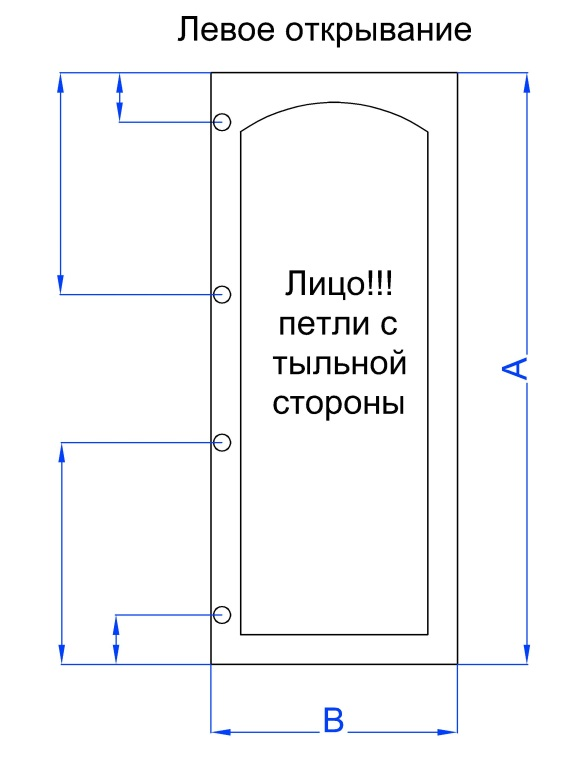 Левое открывание
Лицо!!!
петли с
тыльной
стороны
A
B